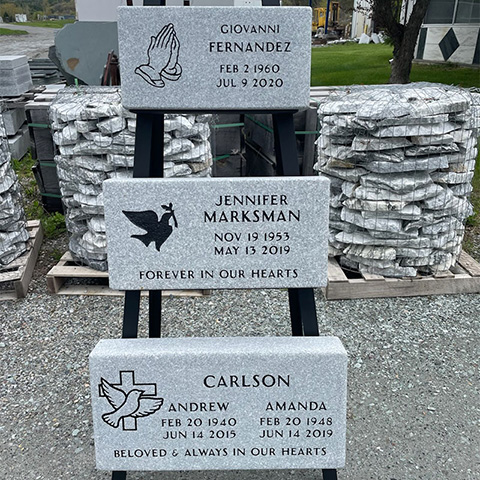 GIOVANNI
FERNANDEZ
FEB 2 1960
JUL 9 2020
JENNIFER
MARKSMAN
NOV 19 1953
MAY 13 2019
FOREVER IN OUR HEARTS
CARLSON
ANDREW AMANDA
FEB 20 1940 FEB 20 1948
JUN 14 2015 JUN 14 2019
BELOVED & ALWAYS IN OUR HEARTS